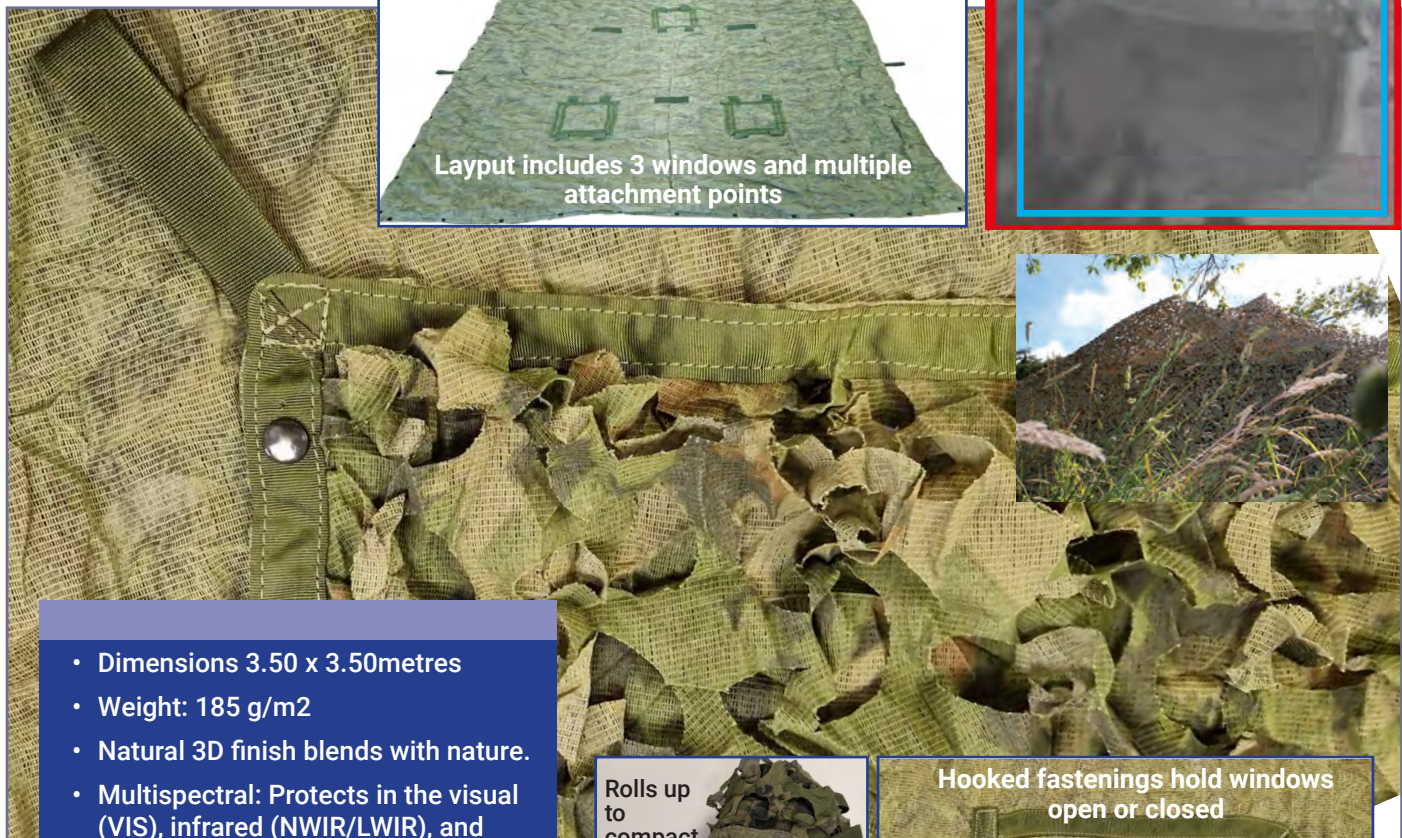 Layput includes 3 windows and multiple
attachment points
• Dimensions 3.50 x 3.50metres
• Weight: 185 g/m2
• Natural 3D finish blends with nature.
• Multispectral: Protects in the visual
(VIS), infrared (NWIR/LWIR), and
Rolls up
to
compact
Hooked fastenings hold windows
open or closed